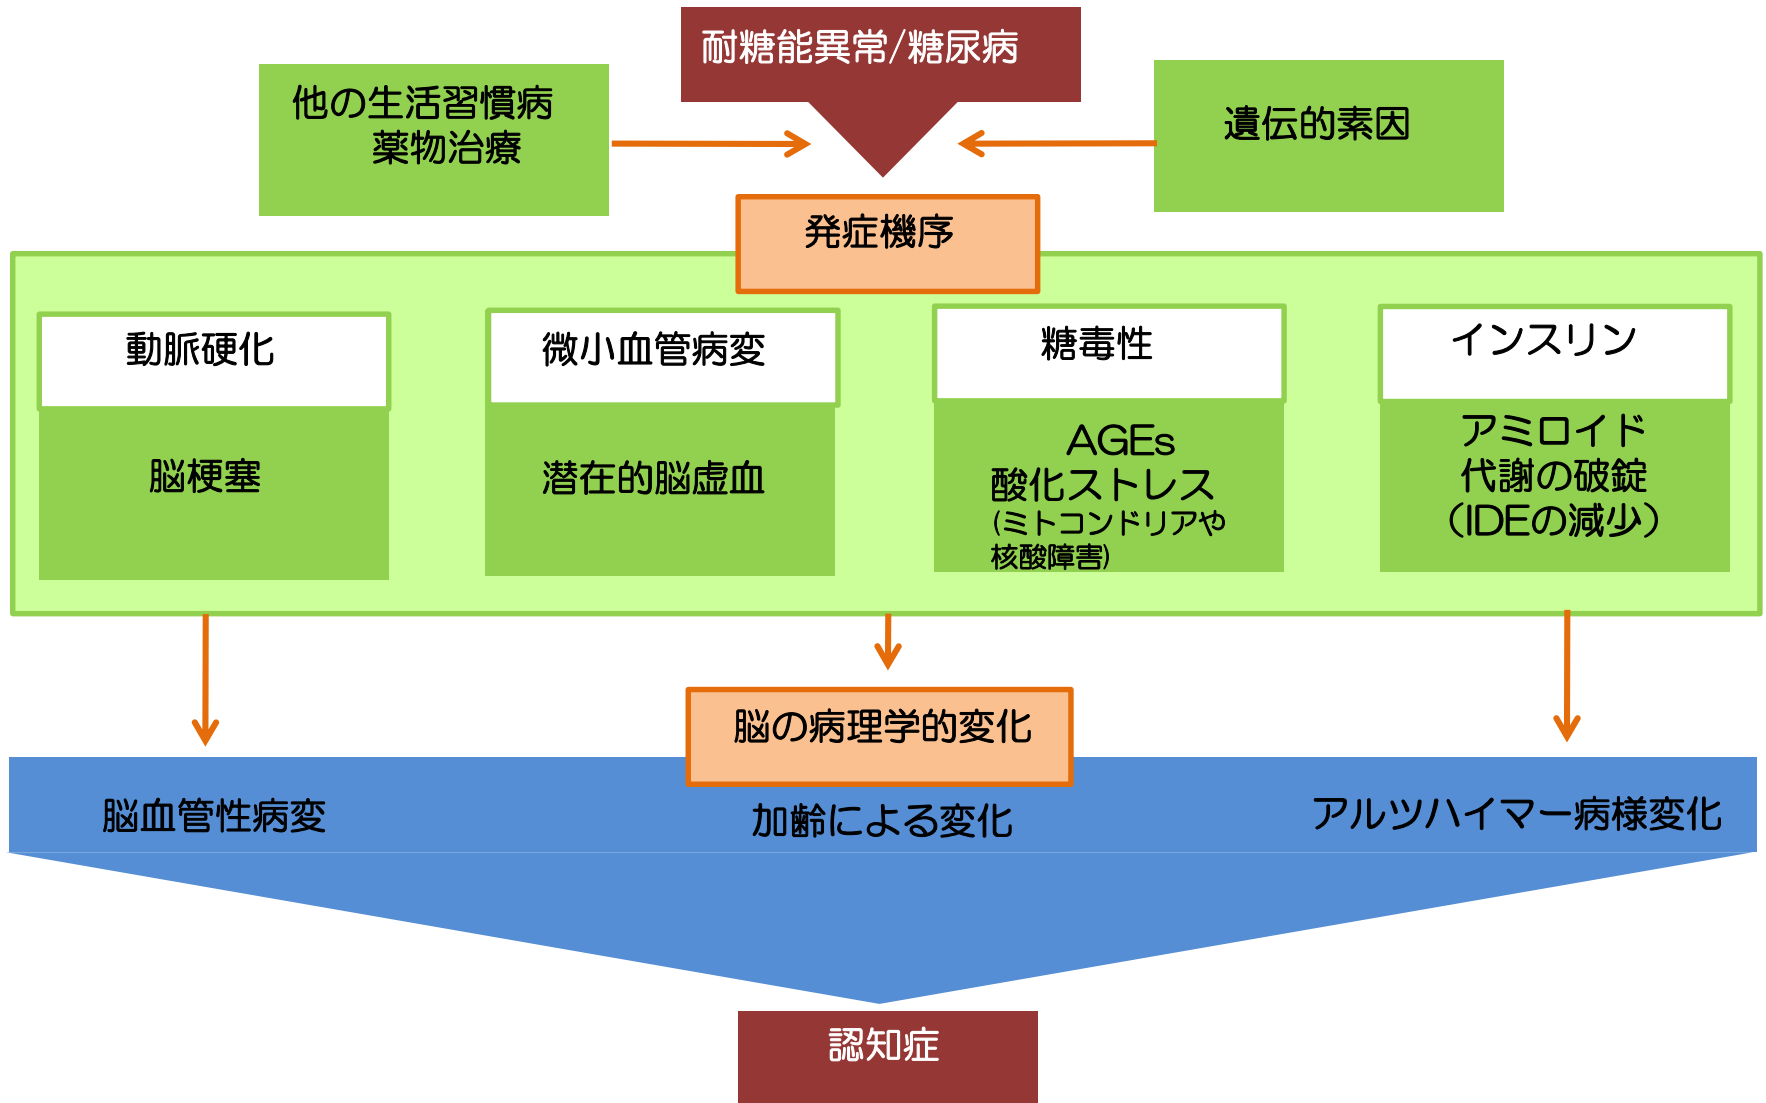 耐糖能異常/糖尿病
他の生活習慣病
薬物治療
遺伝的素因
発症機序
動脈硬化
脳梗塞
微小血管病変
潜在的脳虚血
糖毒性
AGEs
酸化ストレス
(ミトコンドリアや
核酸障害)
インスリン
アミロイド
代謝の破錠
（IDEの減少）
脳の病理学的変化
脳血管性病変
加齢による変化
アルツハイマー病様変化
認知症